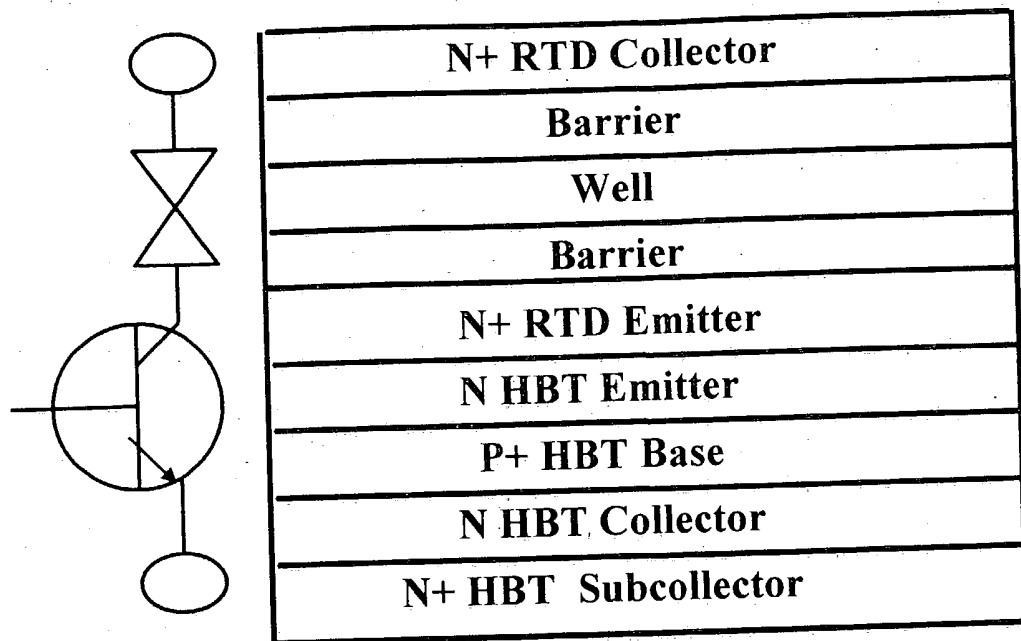 N+ RTD Collector
Barrier
Well
Barrier
N+ RTD Emitter
N HBT Emitter
P+ HBT Base
N HBT Collector
N+ HBT Subcollector